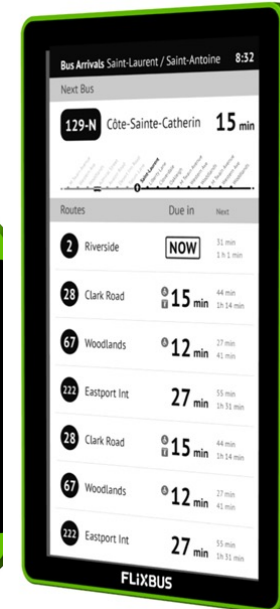 Bus Arrivals Saint-Laurent / Saint-Antoine 8:32
Next Bus
129-N Côte-Sainte-Catherin 15 min
Saint-Laurent
Routes Due in Next
2 Riverside NOW 31 min
1 h 1 min
28 Clark Road 15 min 44 min
1h 14 min
67 Woodlands 12 min 27 min
41 min
222 Eastport Int 27 min 55 min
1h 31 min
28 Clark Road 15 min 44 min
1h 14 min
67 Woodlands 12 min 27 min
41 min
222 Eastport Int 27 min 55 min
1h 31 min
FLiXBUS